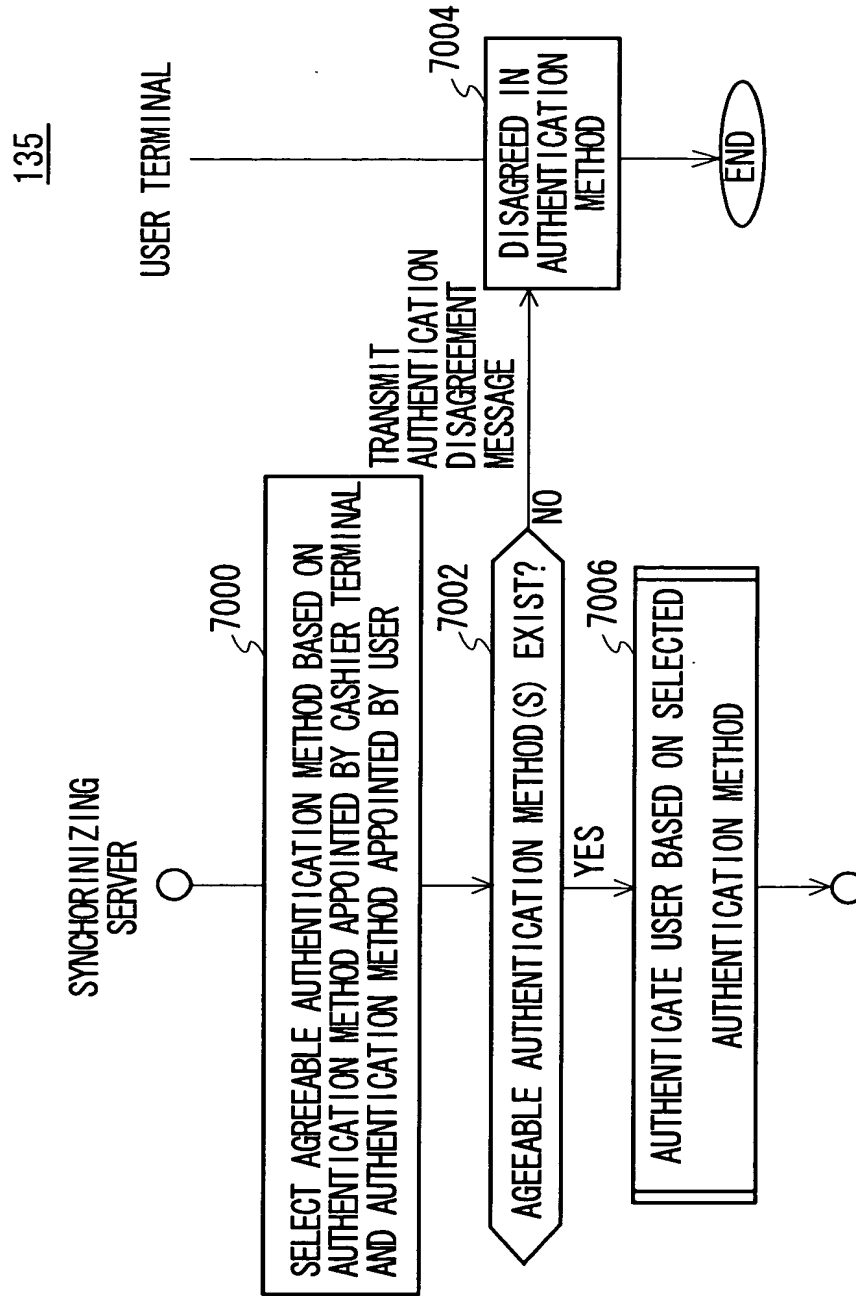 135
SYNCHORINIZING
SERVER
USER TERMINAL
7000
SELECT AGREEABLE AUTHENTICATION METHOD BASED ON
AUTHENTICATION METHOD APPOINTED BY CASHIER TERMINAL
AND AUTHENTICATION METHOD APPOINTED BY USER
TRANSMIT
AUTHENTICATION
DISAGREEMENT
MESSAGE
7002
AGEEABLE AUTHENTICATION METHOD(S) EXIST?
NO
7004
DISAGREED IN
AUTHENTICATION
METHOD
YES
END
7006
AUTHENTICATE USER BASED ON SELECTED
AUTHENTICATION METHOD